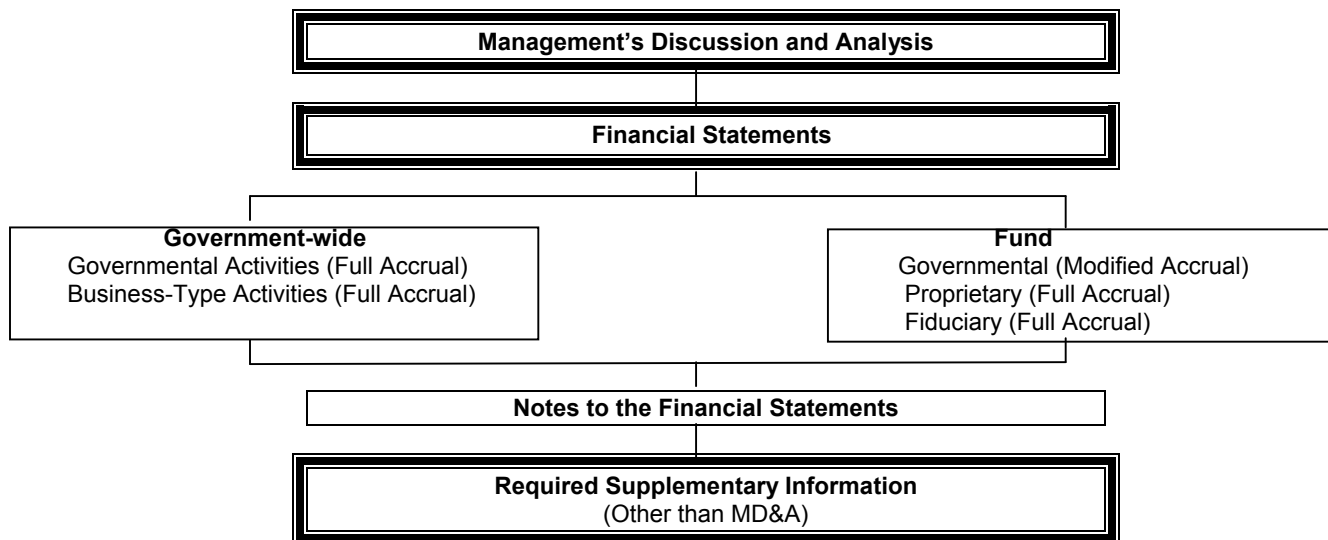 Management’s Discussion and Analysis
Financial Statements
Government-wide
Governmental Activities (Full Accrual)
Business-Type Activities (Full Accrual)
Fund
Governmental (Modified Accrual)
Proprietary (Full Accrual)
Fiduciary (Full Accrual)
Notes to the Financial Statements
Required Supplementary Information
(Other than MD&A)